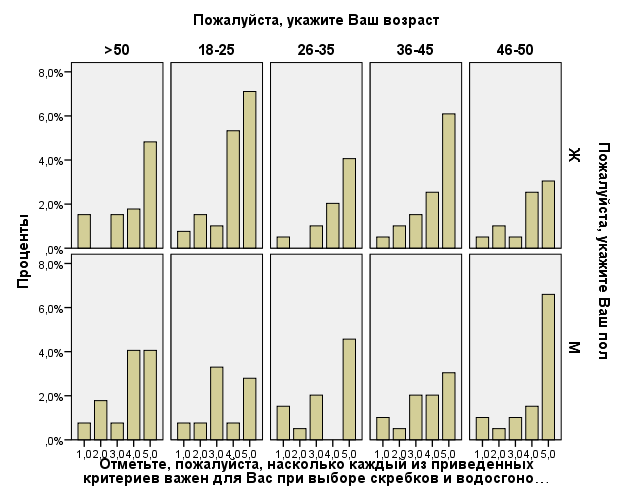 Пожалуйста, укажите Ваш возраст
>50 18-25 26-35 36-45 46-50
8,0%
6,0%
4,0%
2,0%
,0%
Ж
8,0%
6,0%
4,0%
2,0%
,0%
М
Проценты
Пожалуйста, укажите Ваш пол
1,0 2,0 3,0 4,0 5,0 1,0 2,0 3,0 4,0 5,0 1,0 2,0 3,0 4,0 5,0 1,0 2,0 3,0 4,0 5,0 1,0 2,0 3,0 4,0 5,0
Отметьте, пожалуйста, насколько каждый из приведенных
критериев важен для Вас при выборе скребков и водосгоно…